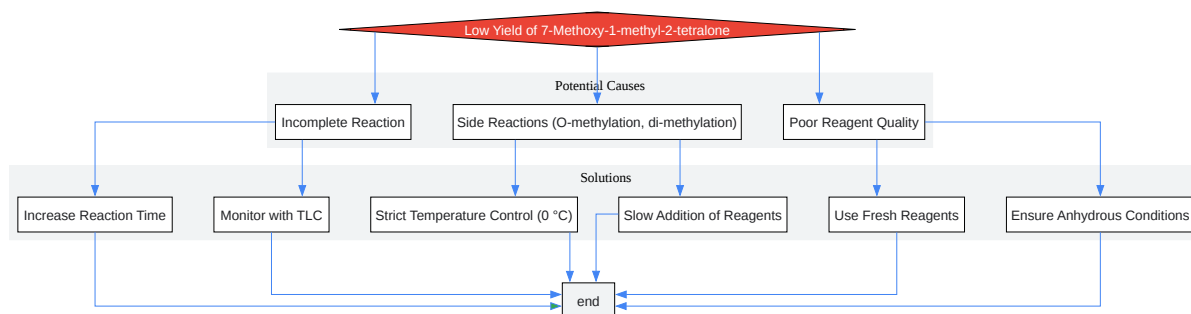 Low Yield of 7-Methoxy-1-methyl-2-tetralone
Potential Causes
Incomplete Reaction
Side Reactions (O-methylation, di-methylation)
Poor Reagent Quality
Solutions
Increase Reaction Time
Monitor with TLC
Strict Temperature Control (0 °C)
Slow Addition of Reagents
Use Fresh Reagents
Ensure Anhydrous Conditions
end